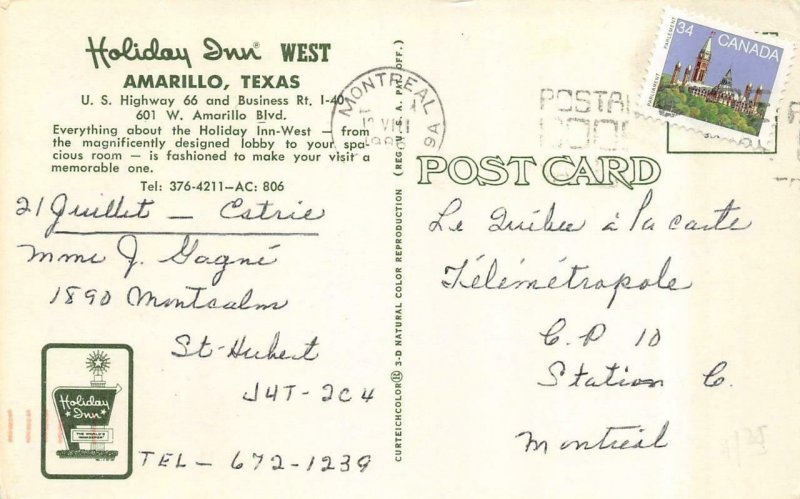 Holiday Inn® WEST
AMARILLO, TEXAS
U. S. Highway 66 and Business Rt. I-40
601 W. Amarillo Blvd.
Everything about the Holiday Inn-West — from
the magnificently designed lobby to your spa-
cious room — is fashioned to make your visit a
memorable one.
Tel: 376-4211—AC: 806
21 Juillet — Estrie
Mme J. Gagné
1890 Montcalm
St-Hubert
J4T-2C4
TEL — 672-1239
Holiday
Inn
CURTEICHCOLOR® 3-D NATURAL COLOR REPRODUCTION (REG. U. S. A. PAT. OFF.)
MONTREAL
POSTAL
PARLEMENT PARLIAMENT
34 CANADA
POST CARD
Le Québec à la carte
Télémétropole
C.P 10
Station C.
Montréal